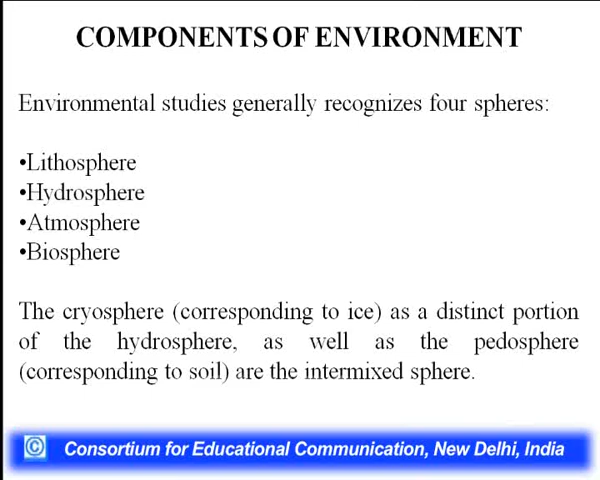 COMPONENTS OF ENVIRONMENT
Environmental studies generally recognizes four spheres:
•Lithosphere
•Hydrosphere
•Atmosphere
•Biosphere
The cryosphere (corresponding to ice) as a distinct portion
of the hydrosphere, as well as the pedosphere
(corresponding to soil) are the intermixed sphere.
© Consortium for Educational Communication, New Delhi, India